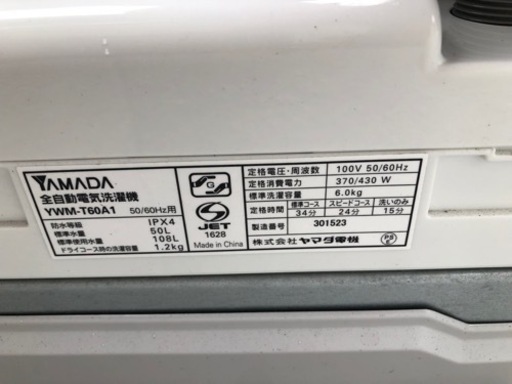 YAMADA
全自動電気洗濯機
YWM-T60A1 50/60Hz用
防水等級 IPX4
標準水量 50L
標準使用水量 108L
ドライコース時の洗濯容量 1.2kg
S
JET
1628
Made in China
定格電圧・周波数 100V 50/60Hz
定格消費電力 370/430 W
標準洗濯容量 6.0kg
定格時間 標準コース スピードコース 洗いのみ
34分 24分 15分
製造番号 301523
株式会社 ヤマダ電機
PS
E